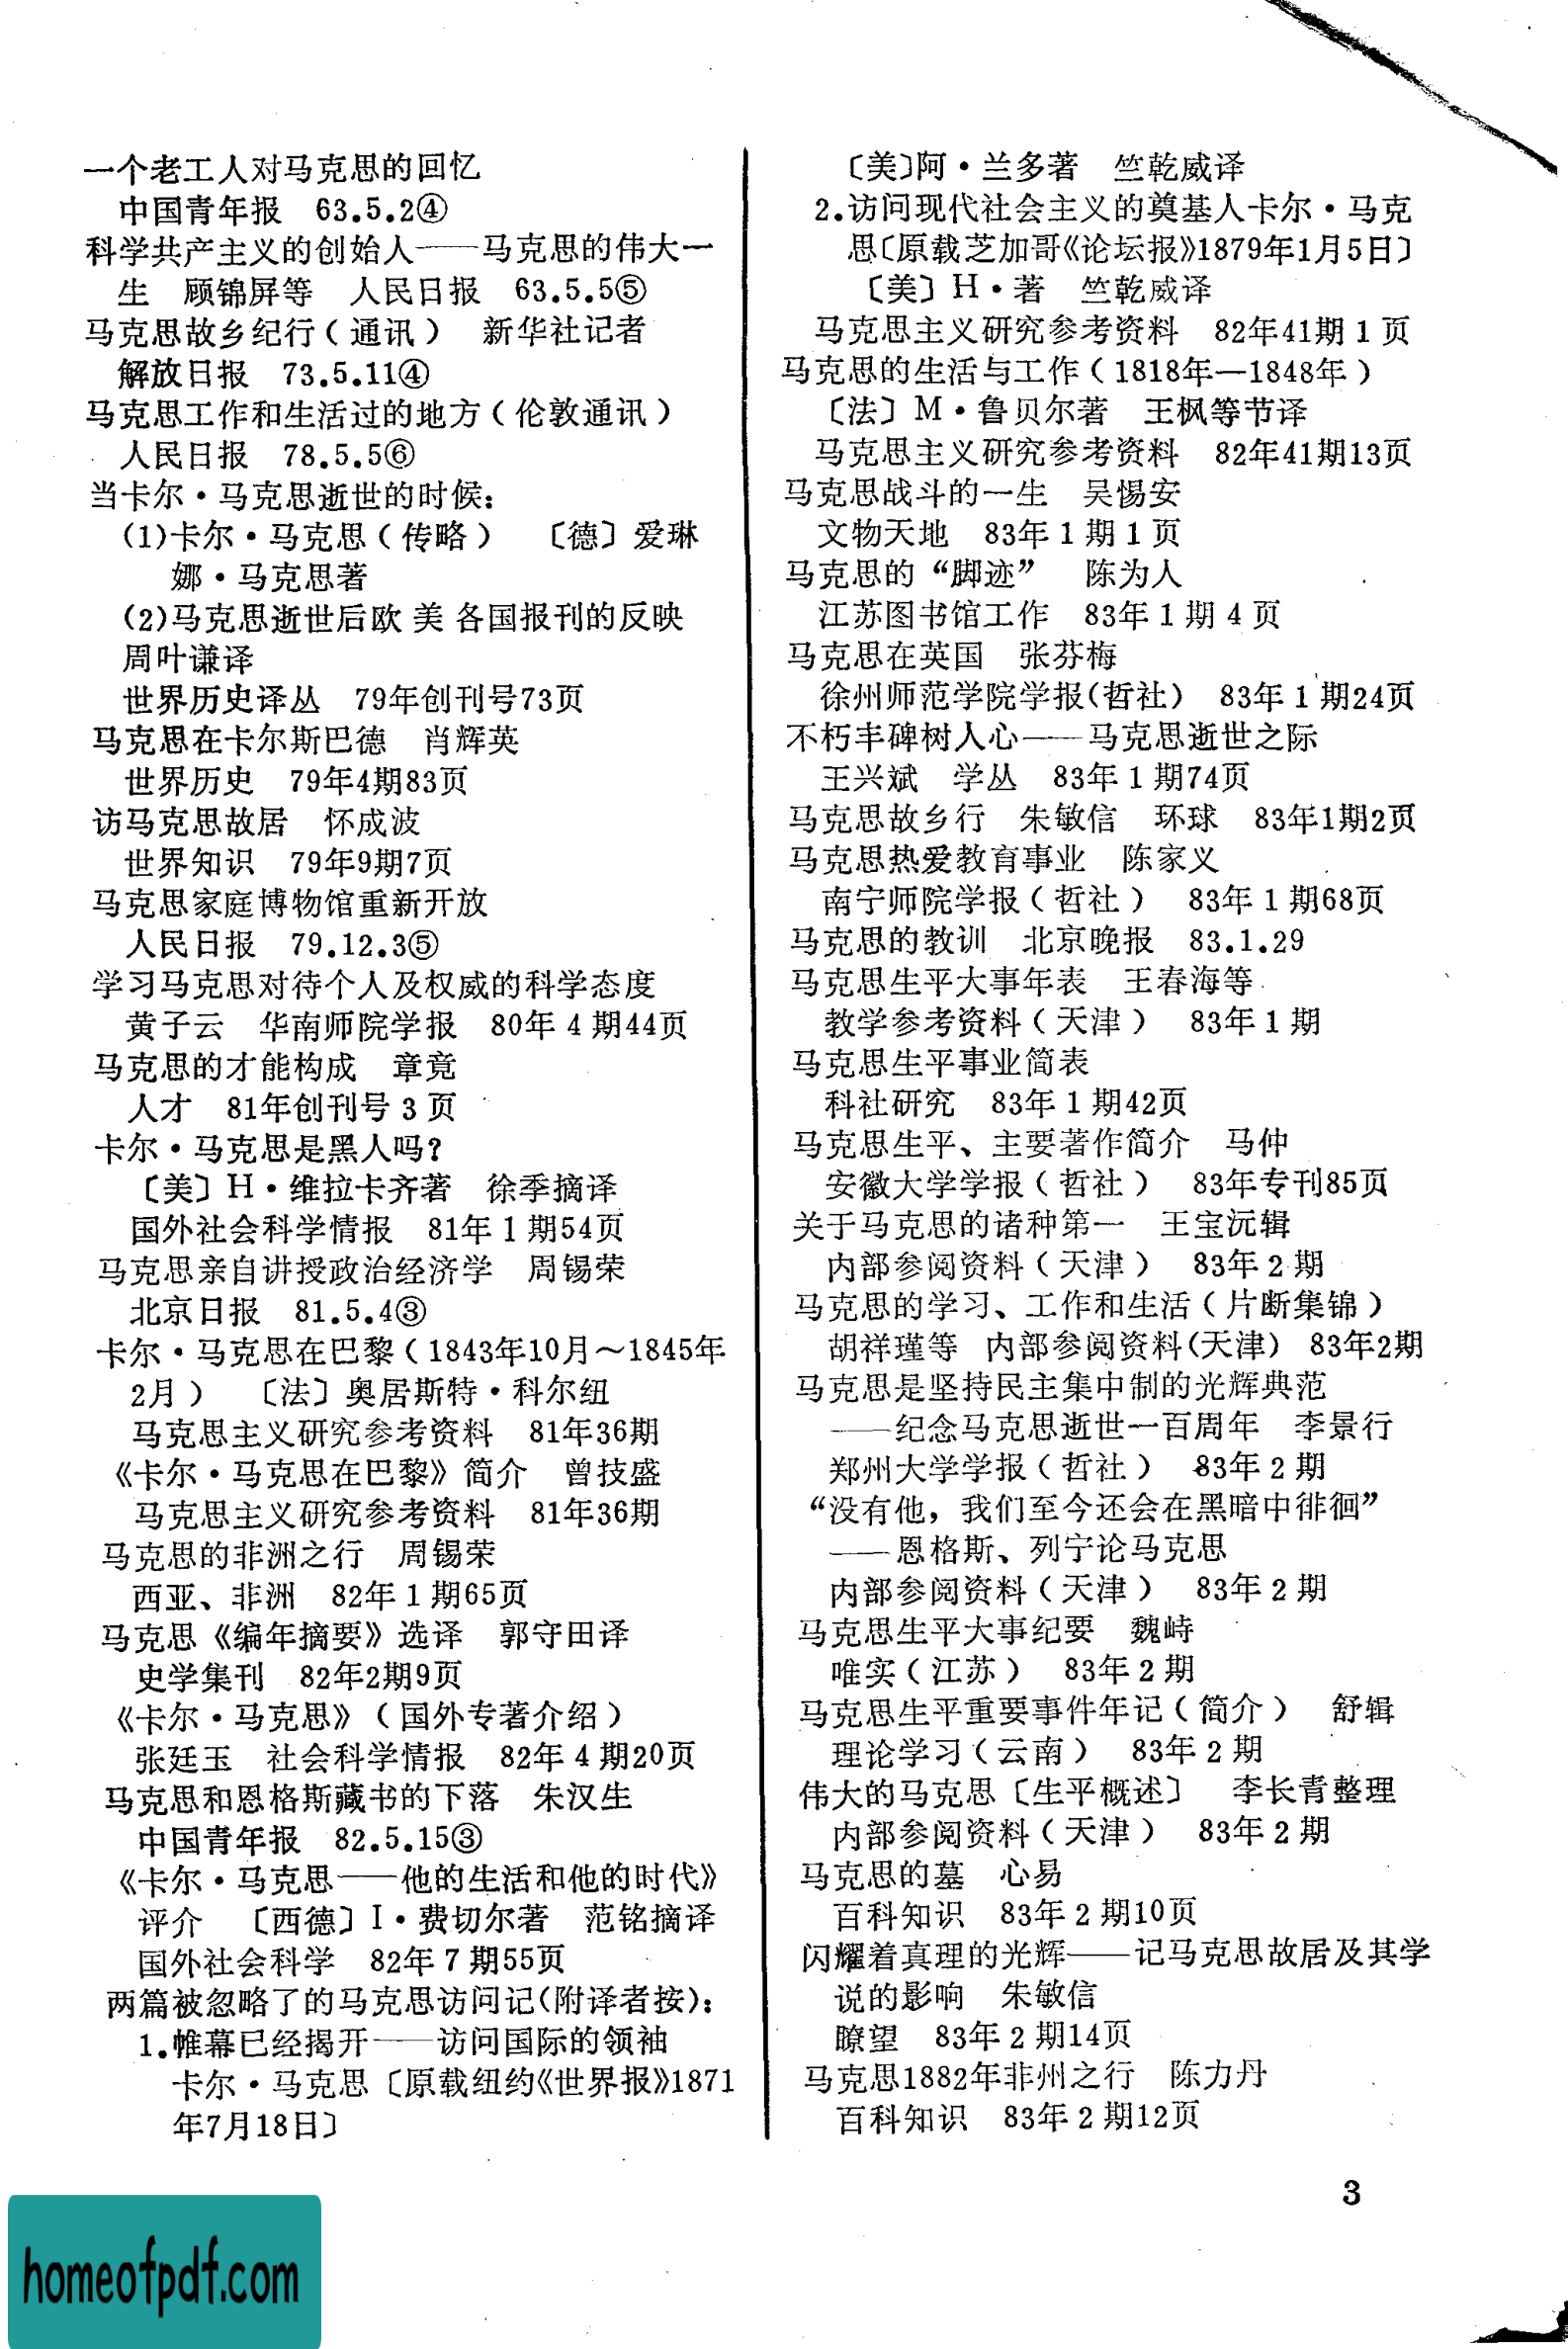 一个老工人对马克思的回忆
中国青年报　63.5.2④
科学共产主义的创始人——马克思的伟大一
生　顾锦屏等　人民日报　63.5.5⑤
马克思故乡纪行（通讯）　新华社记者
解放日报　73.5.11④
马克思工作和生活过的地方（伦敦通讯）
人民日报　78.5.5⑥
当卡尔·马克思逝世的时候：
(1)卡尔·马克思（传略）　〔德〕爱琳
娜·马克思著
(2)马克思逝世后欧美各国报刊的反映
周叶谦译
世界历史译丛　79年创刊号73页
马克思在卡尔斯巴德　肖辉英
世界历史　79年4期83页
访马克思故居　怀成波
世界知识　79年9期7页
马克思家庭博物馆重新开放
人民日报　79.12.3⑤
学习马克思对待个人及权威的科学态度
黄子云　华南师院学报　80年4期44页
马克思的才能构成　章竞
人才　81年创刊号3页
卡尔·马克思是黑人吗？
〔美〕H·维拉卡齐著　徐季摘译
国外社会科学情报　81年1期54页
马克思亲自讲授政治经济学　周锡荣
北京日报　81.5.4③
卡尔·马克思在巴黎（1843年10月～1845年
2月）　〔法〕奥居斯特·科尔纽
马克思主义研究参考资料　81年36期
《卡尔·马克思在巴黎》简介　曾技盛
马克思主义研究参考资料　81年36期
马克思的非洲之行　周锡荣
西亚、非洲　82年1期65页
马克思《编年摘要》选译　郭守田译
史学集刊　82年2期9页
《卡尔·马克思》（国外专著介绍）
张廷玉　社会科学情报　82年4期20页
马克思和恩格斯藏书的下落　朱汉生
中国青年报　82.5.15③
《卡尔·马克思——他的生活和他的时代》
评介　〔西德〕I·费切尔著　范铭摘译
国外社会科学　82年7期55页
两篇被忽略了的马克思访问记(附译者按)：
1.帷幕已经揭开——访问国际的领袖
卡尔·马克思〔原载纽约《世界报》1871
年7月18日〕
〔美〕阿·兰多著　竺乾威译
2.访问现代社会主义的奠基人卡尔·马克
思〔原载芝加哥《论坛报》1879年1月5日〕
〔美〕H·著　竺乾威译
马克思主义研究参考资料　82年41期1页
马克思的生活与工作（1818年—1848年）
〔法〕M·鲁贝尔著　王枫等节译
马克思主义研究参考资料　82年41期13页
马克思战斗的一生　吴惕安
文物天地　83年1期1页
马克思的“脚迹”　陈为人
江苏图书馆工作　83年1期4页
马克思在英国　张芬梅
徐州师范学院学报(哲社)　83年1期24页
不朽丰碑树人心——马克思逝世之际
王兴斌　学丛　83年1期74页
马克思故乡行　朱敏信　环球　83年1期2页
马克思热爱教育事业　陈家义
南宁师院学报（哲社）　83年1期68页
马克思的教训　北京晚报　83.1.29
马克思生平大事年表　王春海等
教学参考资料（天津）　83年1期
马克思生平事业简表
科社研究　83年1期42页
马克思生平、主要著作简介　马仲
安徽大学学报（哲社）　83年专刊85页
关于马克思的诸种第一　王宝沅辑
内部参阅资料（天津）　83年2期
马克思的学习、工作和生活（片断集锦）
胡祥瑾等　内部参阅资料(天津)　83年2期
马克思是坚持民主集中制的光辉典范
——纪念马克思逝世一百周年　李景行
郑州大学学报（哲社）　83年2期
“没有他，我们至今还会在黑暗中徘徊”
——恩格斯、列宁论马克思
内部参阅资料（天津）　83年2期
马克思生平大事纪要　魏峙
唯实（江苏）　83年2期
马克思生平重要事件年记（简介）　舒辑
理论学习（云南）　83年2期
伟大的马克思〔生平概述〕　李长青整理
内部参阅资料（天津）　83年2期
马克思的墓　心易
百科知识　83年2期10页
闪耀着真理的光辉——记马克思故居及其学
说的影响　朱敏信
瞭望　83年2期14页
马克思1882年非州之行　陈力丹
百科知识　83年2期12页
3
homeofpdf.com